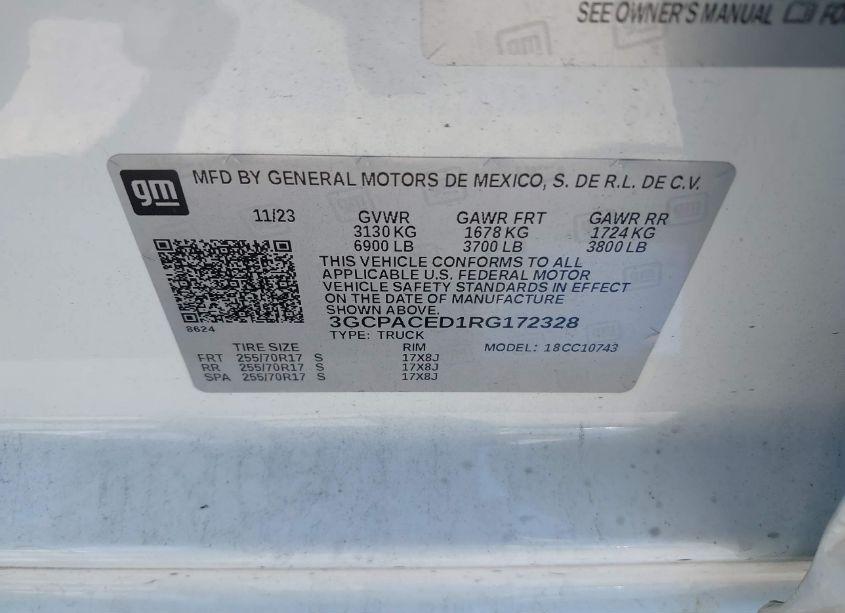 SEE OWNER'S MANUAL
gm
MFD BY GENERAL MOTORS DE MEXICO, S. DE R.L. DE C.V.
11/23 GVWR GAWR FRT GAWR RR
3130 KG 1678 KG 1724 KG
6900 LB 3700 LB 3800 LB
THIS VEHICLE CONFORMS TO ALL
APPLICABLE U.S. FEDERAL MOTOR
VEHICLE SAFETY STANDARDS IN EFFECT
ON THE DATE OF MANUFACTURE
SHOWN ABOVE.
8624
3GCPACED1RG172328
TYPE: TRUCK
TIRE SIZE RIM MODEL: 18CC10743
FRT 255/70R17 S 17X8J
RR 255/70R17 S 17X8J
SPA 255/70R17 S 17X8J